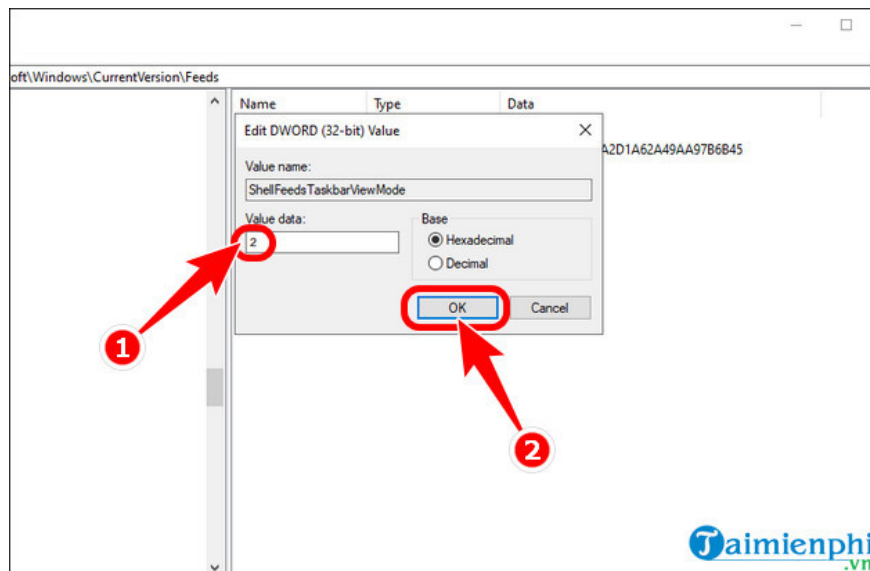 oft\Windows\CurrentVersion\Feeds
Name Type Data
Edit DWORD (32-bit) Value
A2D1A62A49AA97B6B45
Value name:
ShellFeedsTaskbarViewMode
Value data: Base
2 Hexadecimal
Decimal
OK Cancel
1
2
Taimienphi
.vn